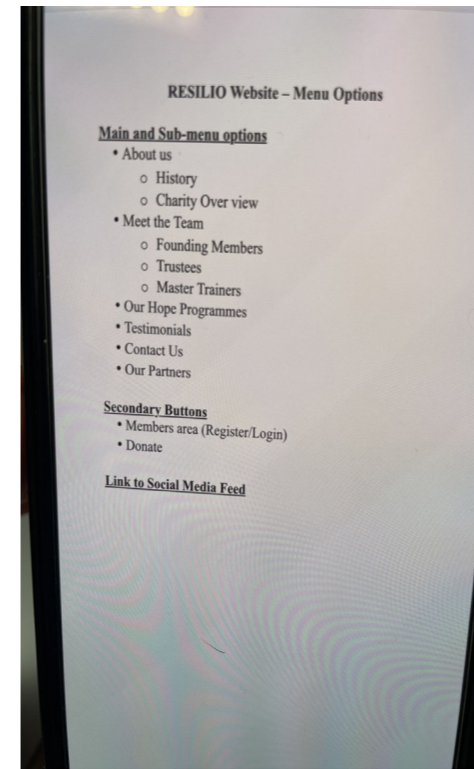 RESILIO Website – Menu Options
Main and Sub-menu options
• About us
o History
o Charity Over view
• Meet the Team
o Founding Members
o Trustees
o Master Trainers
• Our Hope Programmes
• Testimonials
• Contact Us
• Our Partners
Secondary Buttons
• Members area (Register/Login)
• Donate
Link to Social Media Feed